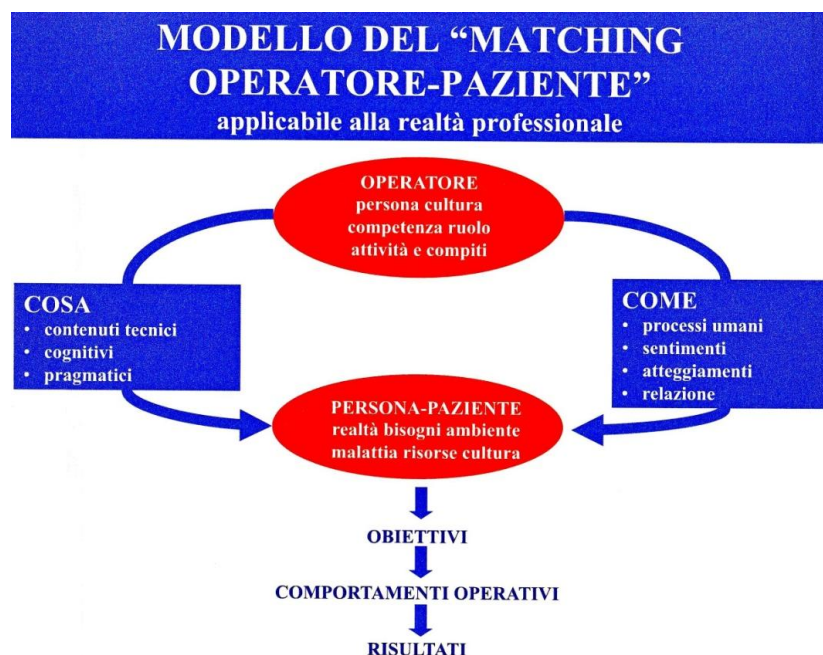 MODELLO DEL “MATCHING
OPERATORE-PAZIENTE”
applicabile alla realtà professionale
OPERATORE
persona cultura
competenza ruolo
attività e compiti
COSA
• contenuti tecnici
• cognitivi
• pragmatici
COME
• processi umani
• sentimenti
• atteggiamenti
• relazione
PERSONA-PAZIENTE
realtà bisogni ambiente
malattia risorse cultura
OBIETTIVI
COMPORTAMENTI OPERATIVI
RISULTATI